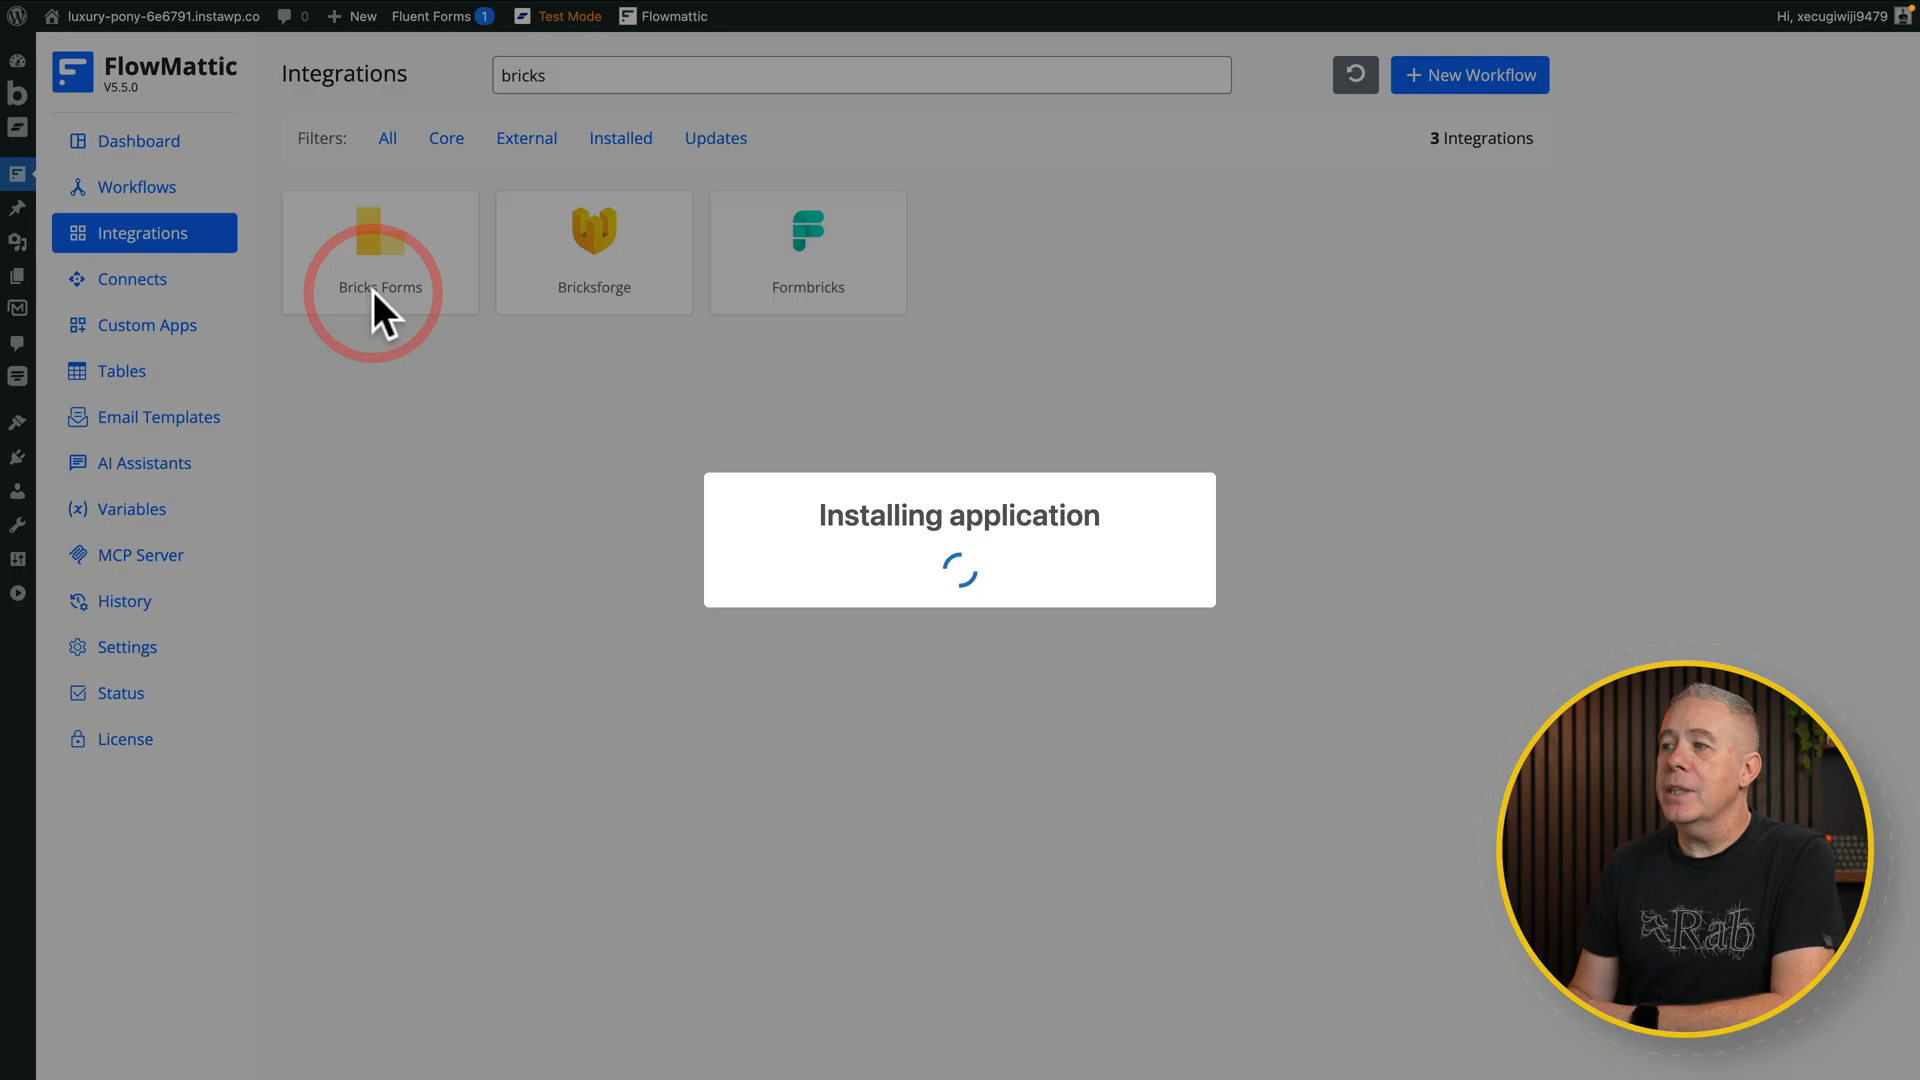 luxury-pony-6e6791.instawp.co
0
New
Fluent Forms 1
Test Mode
Flowmattic
Hi, xecugiwiji9479
FlowMattic
V5.5.0
Integrations
bricks
New Workflow
Filters:
All
Core
External
Installed
Updates
3 Integrations
Dashboard
Workflows
Integrations
Connects
Custom Apps
Tables
Email Templates
AI Assistants
(x) Variables
MCP Server
History
Settings
Status
License
Bricks Forms
Bricksforge
Formbricks
Installing application
Rab